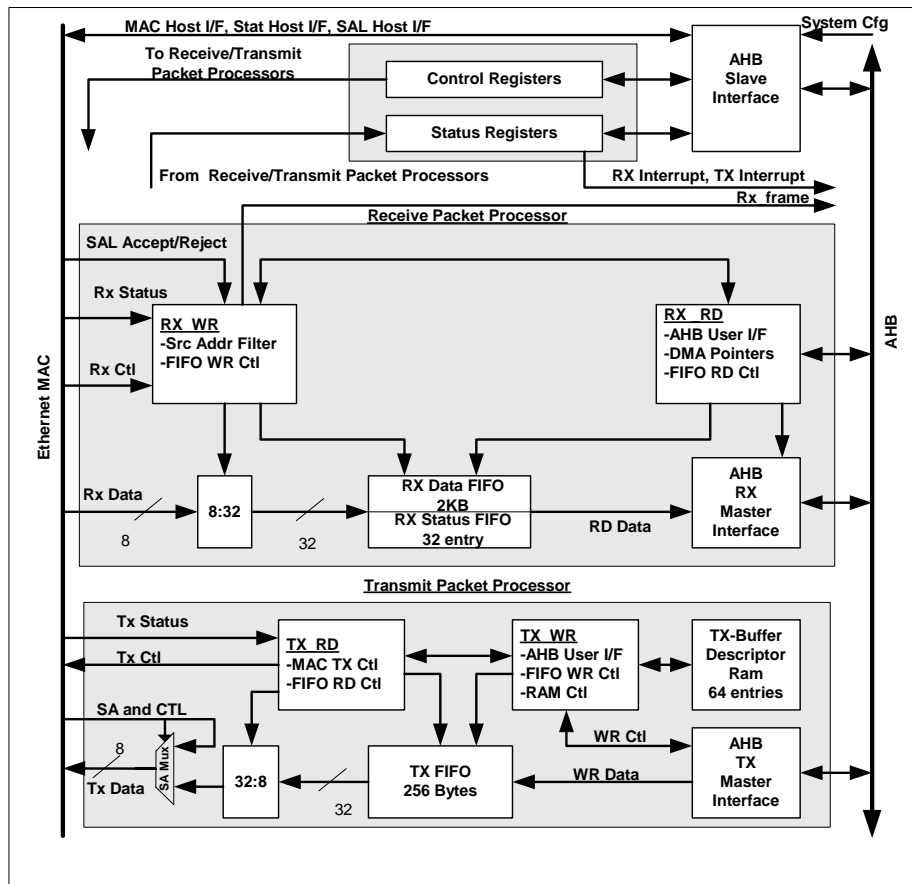 MAC Host I/F, Stat Host I/F, SAL Host I/F
System Cfg
To Receive/Transmit
Packet Processors
Control Registers
AHB
Slave
Interface
Status Registers
From Receive/Transmit Packet Processors
RX Interrupt, TX Interrupt
Rx_frame
Receive Packet Processor
SAL Accept/Reject
Rx Status
RX_WR
-Src Addr Filter
-FIFO WR Ctl
RX_RD
-AHB User I/F
-DMA Pointers
-FIFO RD Ctl
Rx Ctl
Ethernet MAC
AHB
Rx Data
8
8:32
32
RX Data FIFO
2KB
RX Status FIFO
32 entry
RD Data
AHB
RX
Master
Interface
Transmit Packet Processor
Tx Status
Tx Ctl
TX_RD
-MAC TX Ctl
-FIFO RD Ctl
TX_WR
-AHB User I/F
-FIFO WR Ctl
-RAM Ctl
TX-Buffer
Descriptor
Ram
64 entries
SA and CTL
8
Tx Data
SA Mux
32:8
32
TX FIFO
256 Bytes
WR Ctl
WR Data
AHB
TX
Master
Interface